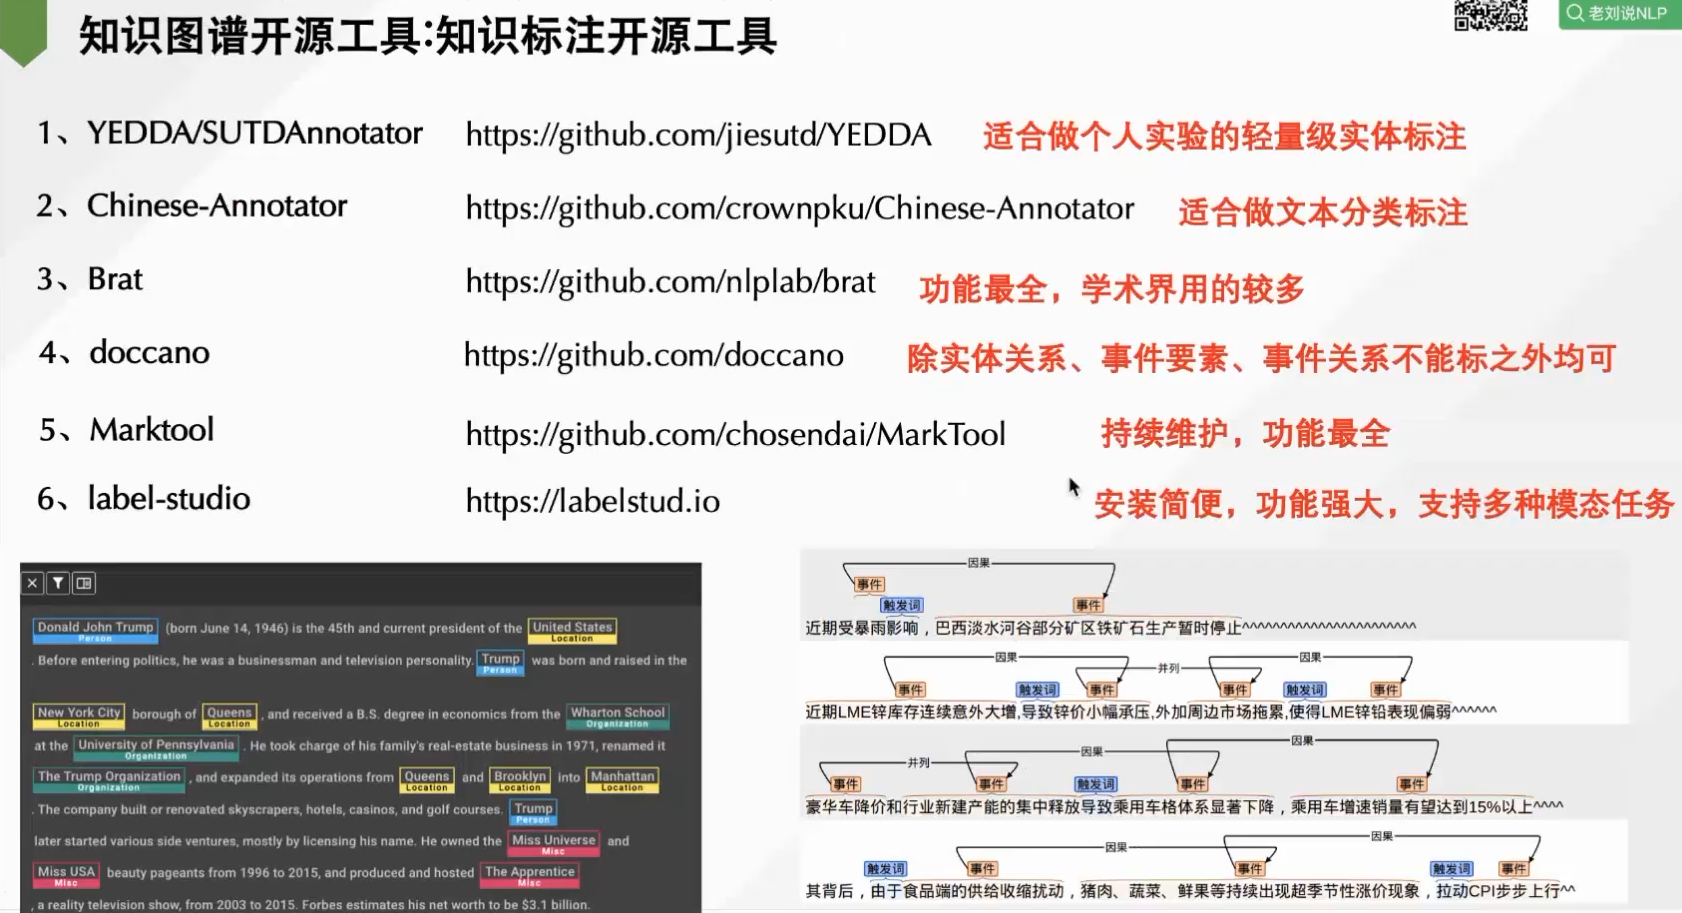 知识图谱开源工具:知识标注开源工具
老刘说NLP
1、YEDDA/SUTDAnnotator https://github.com/jiesutd/YEDDA 适合做个人实验的轻量级实体标注
2、Chinese-Annotator https://github.com/crownpku/Chinese-Annotator 适合做文本分类标注
3、Brat https://github.com/nlplab/brat 功能最全，学术界用的较多
4、doccano https://github.com/doccano 除实体关系、事件要素、事件关系不能标之外均可
5、Marktool https://github.com/chosendai/MarkTool 持续维护，功能最全
6、label-studio https://labelstud.io 安装简便，功能强大，支持多种模态任务
Donald John Trump (born June 14, 1946) is the 45th and current president of the United States
Person Location
. Before entering politics, he was a businessman and television personality. Trump was born and raised in the
Person
New York City borough of Queens , and received a B.S. degree in economics from the Wharton School
Location Location Organization
at the University of Pennsylvania . He took charge of his family's real-estate business in 1971, renamed it
Organization
The Trump Organization , and expanded its operations from Queens and Brooklyn into Manhattan
Organization Location Location Location
. The company built or renovated skyscrapers, hotels, casinos, and golf courses. Trump
Person
later started various side ventures, mostly by licensing his name. He owned the Miss Universe and
Misc
Miss USA beauty pageants from 1996 to 2015, and produced and hosted The Apprentice
Misc Misc
, a reality television show, from 2003 to 2015. Forbes estimates his net worth to be $3.1 billion.
因果
事件
触发词 事件
近期受暴雨影响，巴西淡水河谷部分矿区铁矿石生产暂时停止^^^^^^^^^^^^^^^^^^^^^^^
因果 并列 因果
事件 触发词 事件 事件 触发词 事件
近期LME锌库存连续意外大增,导致锌价小幅承压,外加周边市场拖累,使得LME锌铅表现偏弱^^^^^^
因果
并列 因果
事件 事件 触发词 事件 事件
豪华车降价和行业新建产能的集中释放导致乘用车格体系显著下降，乘用车增速销量有望达到15%以上^^^^
因果
因果
触发词 事件 事件 触发词 事件
其背后，由于食品端的供给收缩扰动，猪肉、蔬菜、鲜果等持续出现超季节性涨价现象，拉动CPI步步上行^^